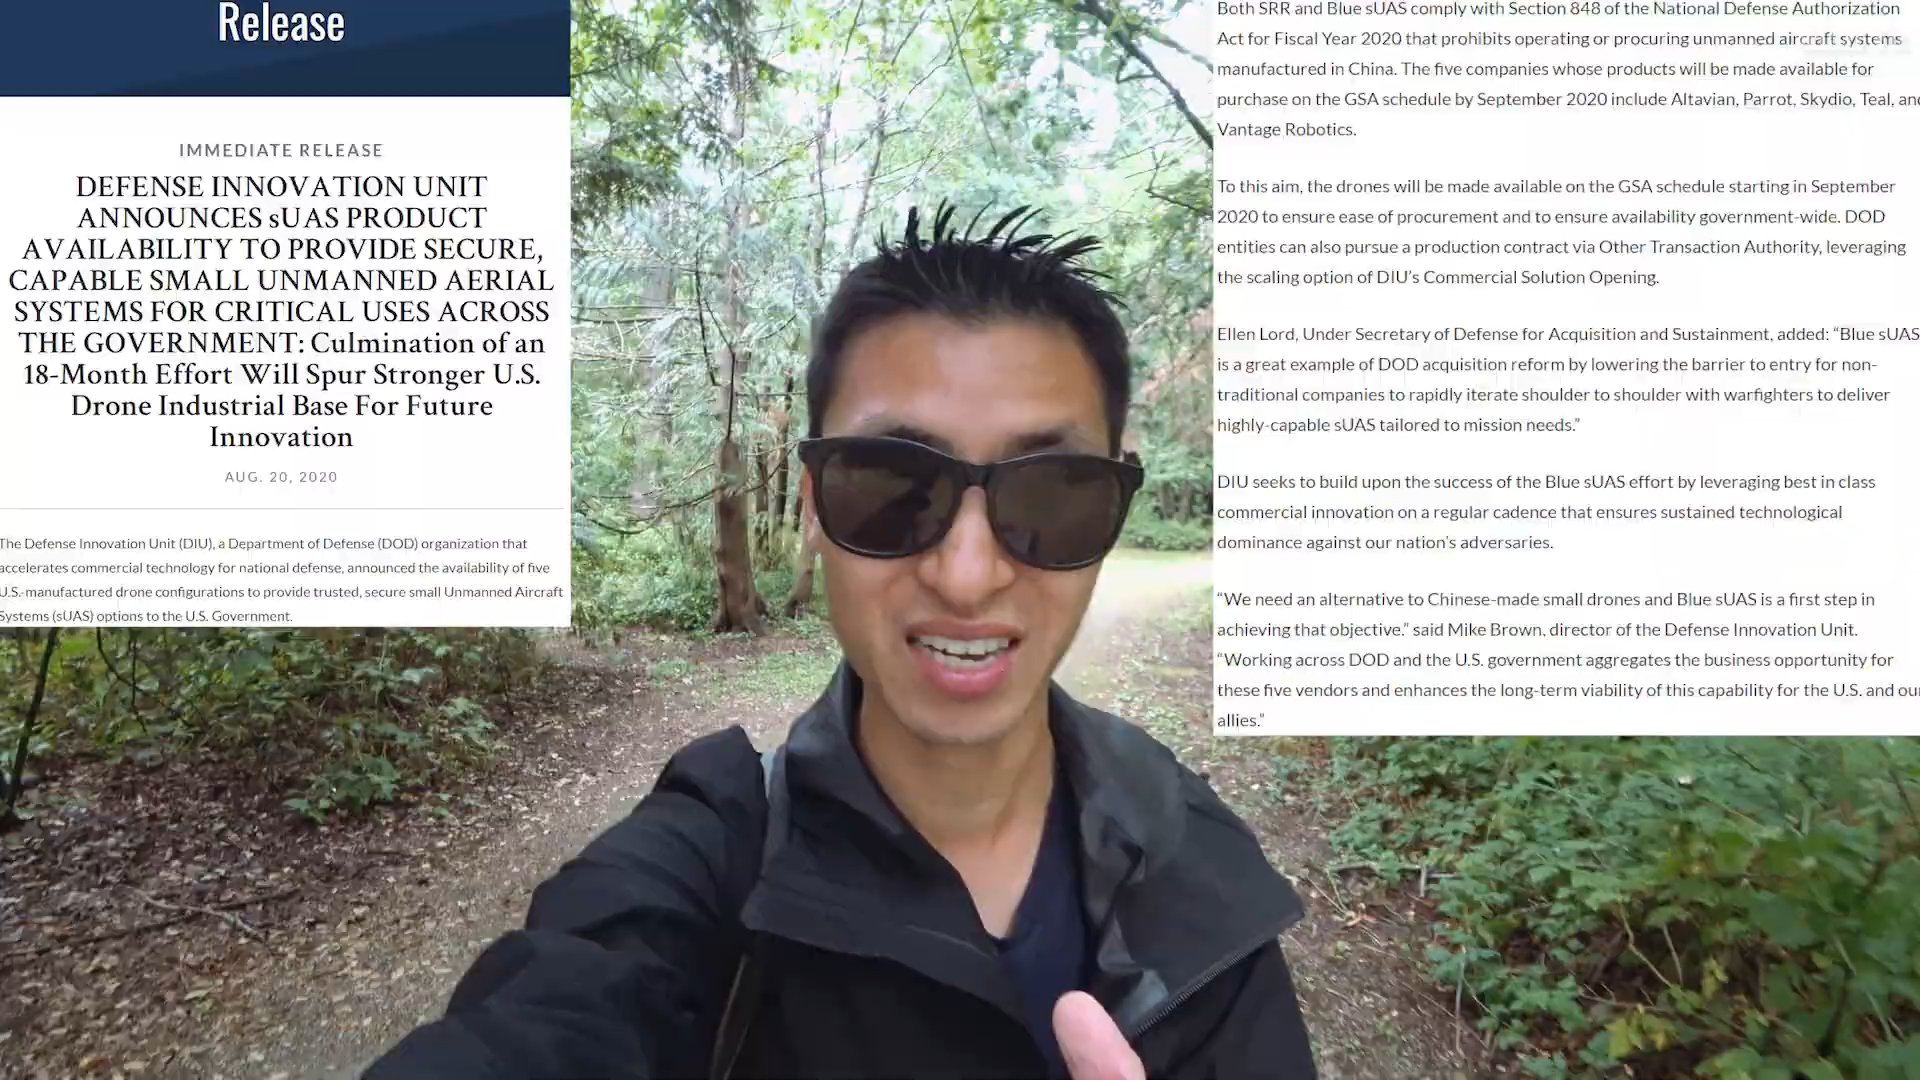 Release
IMMEDIATE RELEASE
DEFENSE INNOVATION UNIT
ANNOUNCES sUAS PRODUCT
AVAILABILITY TO PROVIDE SECURE,
CAPABLE SMALL UNMANNED AERIAL
SYSTEMS FOR CRITICAL USES ACROSS
THE GOVERNMENT: Culmination of an
18-Month Effort Will Spur Stronger U.S.
Drone Industrial Base For Future
Innovation
AUG. 20, 2020
The Defense Innovation Unit (DIU), a Department of Defense (DOD) organization that
accelerates commercial technology for national defense, announced the availability of five
U.S.-manufactured drone configurations to provide trusted, secure small Unmanned Aircraft
Systems (sUAS) options to the U.S. Government.
Both SRR and Blue sUAS comply with Section 848 of the National Defense Authorization
Act for Fiscal Year 2020 that prohibits operating or procuring unmanned aircraft systems
manufactured in China. The five companies whose products will be made available for
purchase on the GSA schedule by September 2020 include Altavian, Parrot, Skydio, Teal, and
Vantage Robotics.
To this aim, the drones will be made available on the GSA schedule starting in September
2020 to ensure ease of procurement and to ensure availability government-wide. DOD
entities can also pursue a production contract via Other Transaction Authority, leveraging
the scaling option of DIU’s Commercial Solution Opening.
Ellen Lord, Under Secretary of Defense for Acquisition and Sustainment, added: “Blue sUAS
is a great example of DOD acquisition reform by lowering the barrier to entry for non-
traditional companies to rapidly iterate shoulder to shoulder with warfighters to deliver
highly-capable sUAS tailored to mission needs.”
DIU seeks to build upon the success of the Blue sUAS effort by leveraging best in class
commercial innovation on a regular cadence that ensures sustained technological
dominance against our nation’s adversaries.
“We need an alternative to Chinese-made small drones and Blue sUAS is a first step in
achieving that objective.” said Mike Brown, director of the Defense Innovation Unit.
“Working across DOD and the U.S. government aggregates the business opportunity for
these five vendors and enhances the long-term viability of this capability for the U.S. and our
allies.”